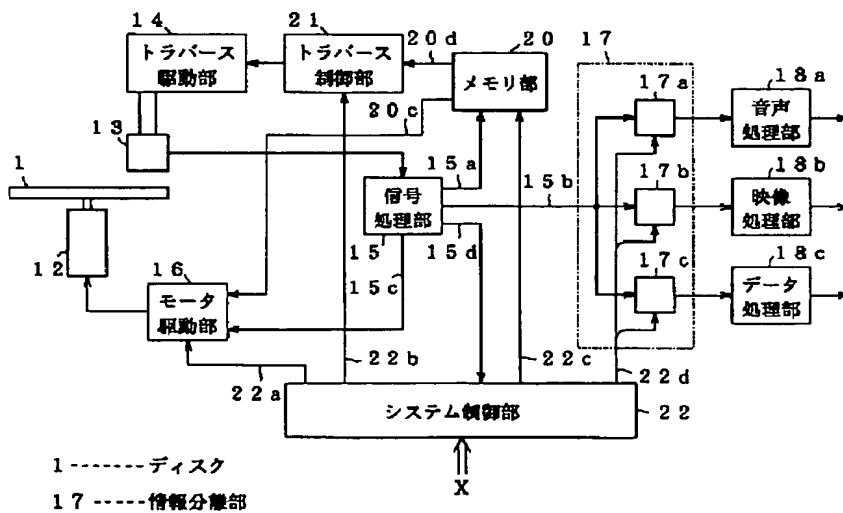 １４
２１
２０ｄ
２０
１７
トラバース
駆動部
トラバース
制御部
メモリ部
１７ａ
１８ａ
音声
処理部
２０ｃ
１３
１５ａ
１５ｂ
１７ｂ
１８ｂ
映像
処理部
１
信号
処理部
１５ｄ
１２
１６
１５
１５ｃ
１７ｃ
１８ｃ
データ
処理部
モータ
駆動部
２２ａ
２２ｂ
２２ｃ
２２ｄ
システム制御部
２２
Ｘ
１-------ディスク
１７-----情報分離部